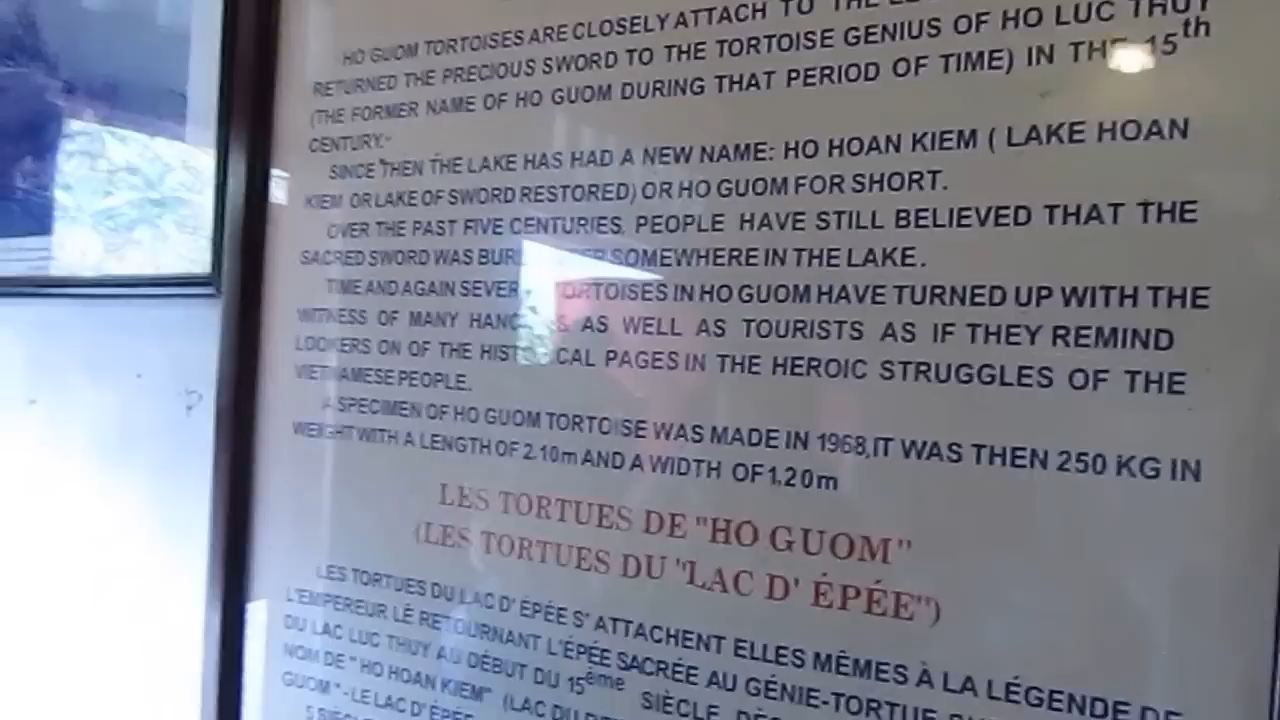 HO GUOM TORTOISES ARE CLOSELY ATTACH TO THE
RETURNED THE PRECIOUS SWORD TO THE TORTOISE GENIUS OF HO LUC THUY
(THE FORMER NAME OF HO GUOM DURING THAT PERIOD OF TIME) IN THE 15th
CENTURY.
SINCE THEN THE LAKE HAS HAD A NEW NAME: HO HOAN KIEM ( LAKE HOAN
KIEM OR LAKE OF SWORD RESTORED) OR HO GUOM FOR SHORT.
OVER THE PAST FIVE CENTURIES, PEOPLE HAVE STILL BELIEVED THAT THE
SACRED SWORD WAS SOMEWHERE IN THE LAKE.
TIME AND AGAIN TORTOISES IN HO GUOM HAVE TURNED UP WITH THE
WITNESS OF MANY AS WELL AS TOURISTS AS IF THEY REMIND
LOOKERS ON OF THE HISTORICAL PAGES IN THE HEROIC STRUGGLES OF THE
VIETNAMESE PEOPLE.
A SPECIMEN OF HO GUOM TORTOISE WAS MADE IN 1968,IT WAS THEN 250 KG IN
WEIGHT WITH A LENGTH OF 2.10m AND A WIDTH OF 1,20m
LES TORTUES DE "HO GUOM"
(LES TORTUES DU "LAC D' ÉPÉE")
LES TORTUES DU LAC D' ÉPÉE S' ATTACHENT ELLES MÊMES À LA LÉGENDE DE
L'EMPEREUR LÊ RETOURNANT L'ÉPÉE SACRÉE AU GÉNIE-TORTUE
DU LAC LUC THUY AU DÉBUT DU 15ème SIÈCLE,
NOM DE "HO HOAN KIEM" (LAC DU
GUOM"-LE LAC D'ÉPÉE